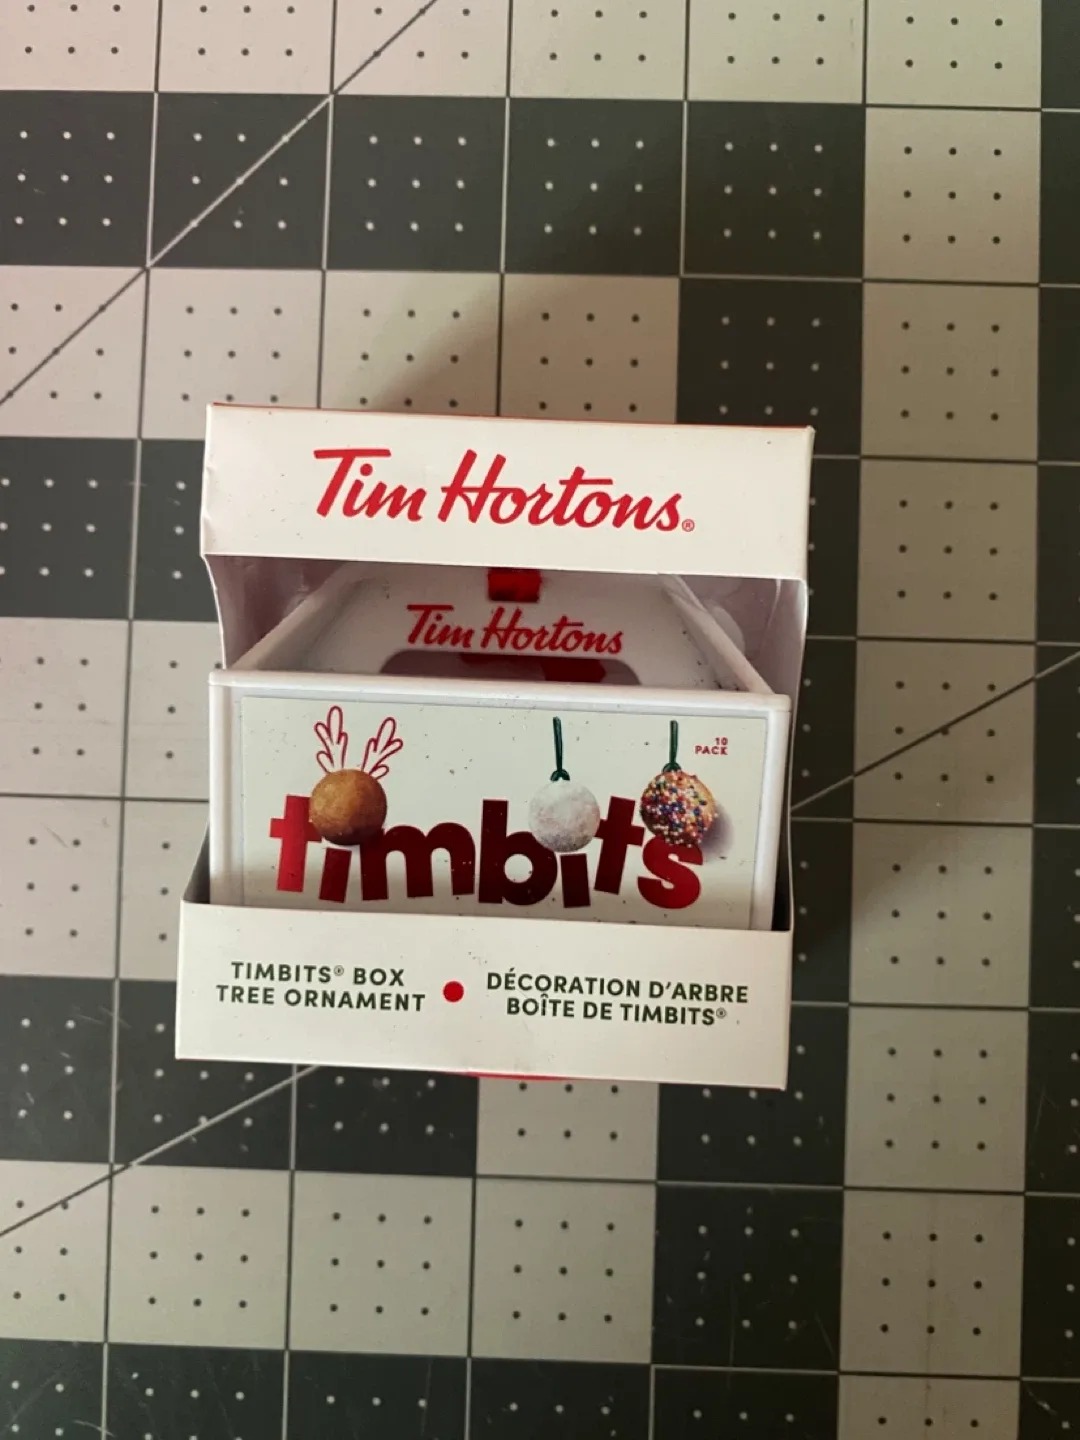 Tim Hortons®
Tim Hortons
10
PACK
timbits
TIMBITS® BOX
TREE ORNAMENT
DÉCORATION D'ARBRE
BOÎTE DE TIMBITS®